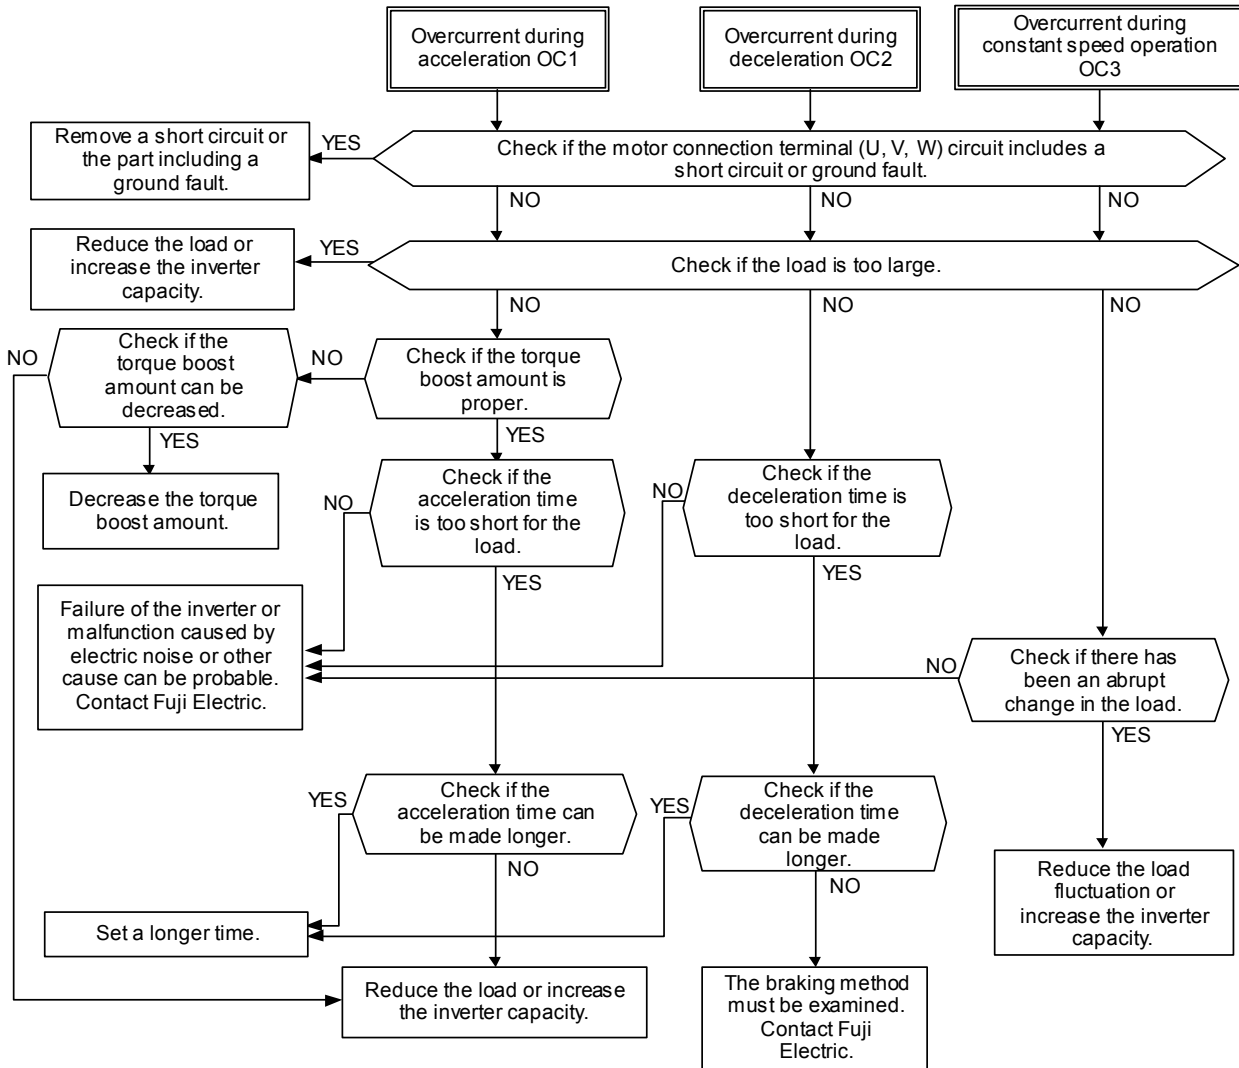 Overcurrent during
acceleration OC1
Overcurrent during
deceleration OC2
Overcurrent during
constant speed operation
OC3
Remove a short circuit or
the part including a
ground fault.
YES
Check if the motor connection terminal (U, V, W) circuit includes a
short circuit or ground fault.
NO
NO
NO
Reduce the load or
increase the inverter
capacity.
YES
Check if the load is too large.
NO
NO
NO
NO
Check if the
torque boost
amount can be
decreased.
NO
Check if the torque
boost amount is
proper.
YES
YES
Decrease the torque
boost amount.
NO
Check if the
acceleration time
is too short for the
load.
NO
Check if the
deceleration time is
too short for the
load.
YES
YES
Failure of the inverter or
malfunction caused by
electric noise or other
cause can be probable.
Contact Fuji Electric.
NO
Check if there has
been an abrupt
change in the load.
YES
YES
Check if the
acceleration time can
be made longer.
YES
Check if the
deceleration time
can be made
longer.
NO
NO
Reduce the load
fluctuation or
increase the inverter
capacity.
Set a longer time.
Reduce the load or increase
the inverter capacity.
The braking method
must be examined.
Contact Fuji
Electric.